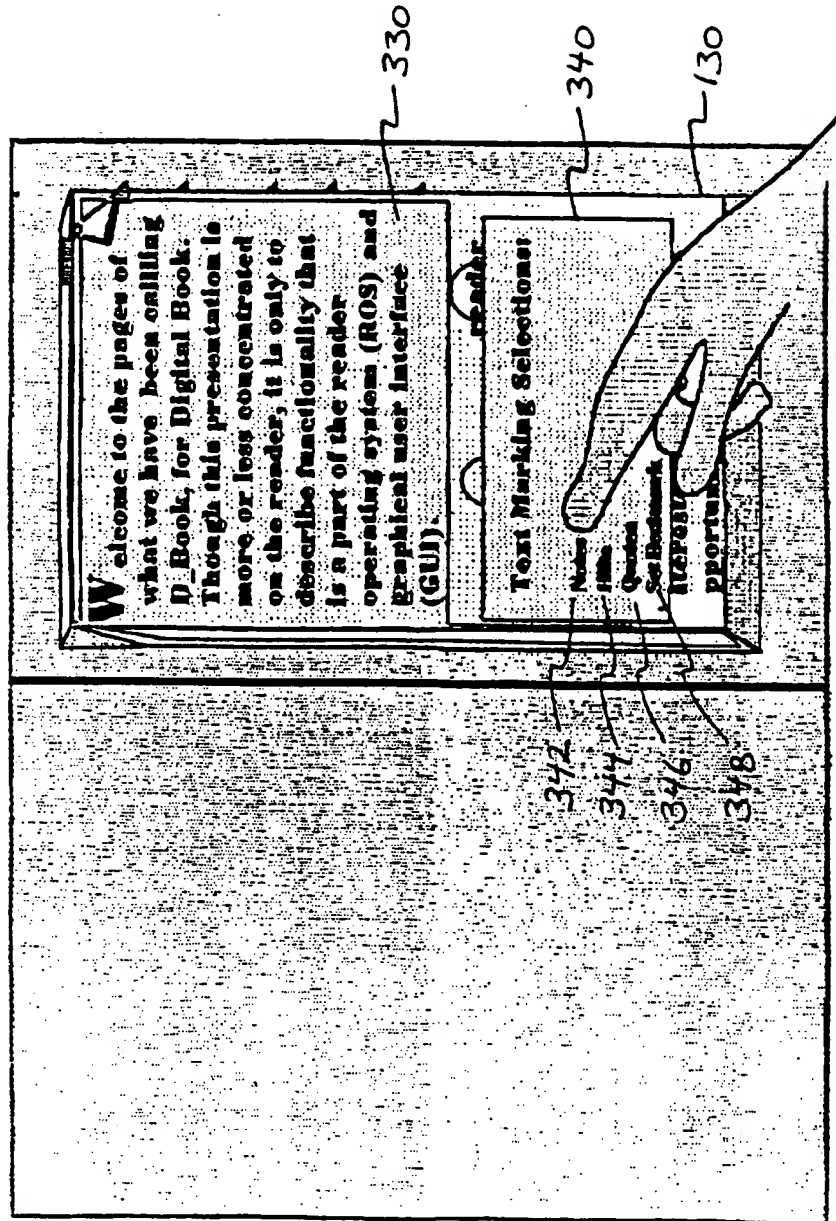 Welcome to the pages of
what we have been callling
D_Book, for Digital Book.
Though this presentation is
more or less concentrated
on the reader, it is only to
describe functionality that
is a part of the reader
operating system (ROS) and
graphical user interface
(GUI).
reader
Text Marking Selections:
Notes
Quotes
Set Bookmark
pportun
330
340
130
342
344
346
348